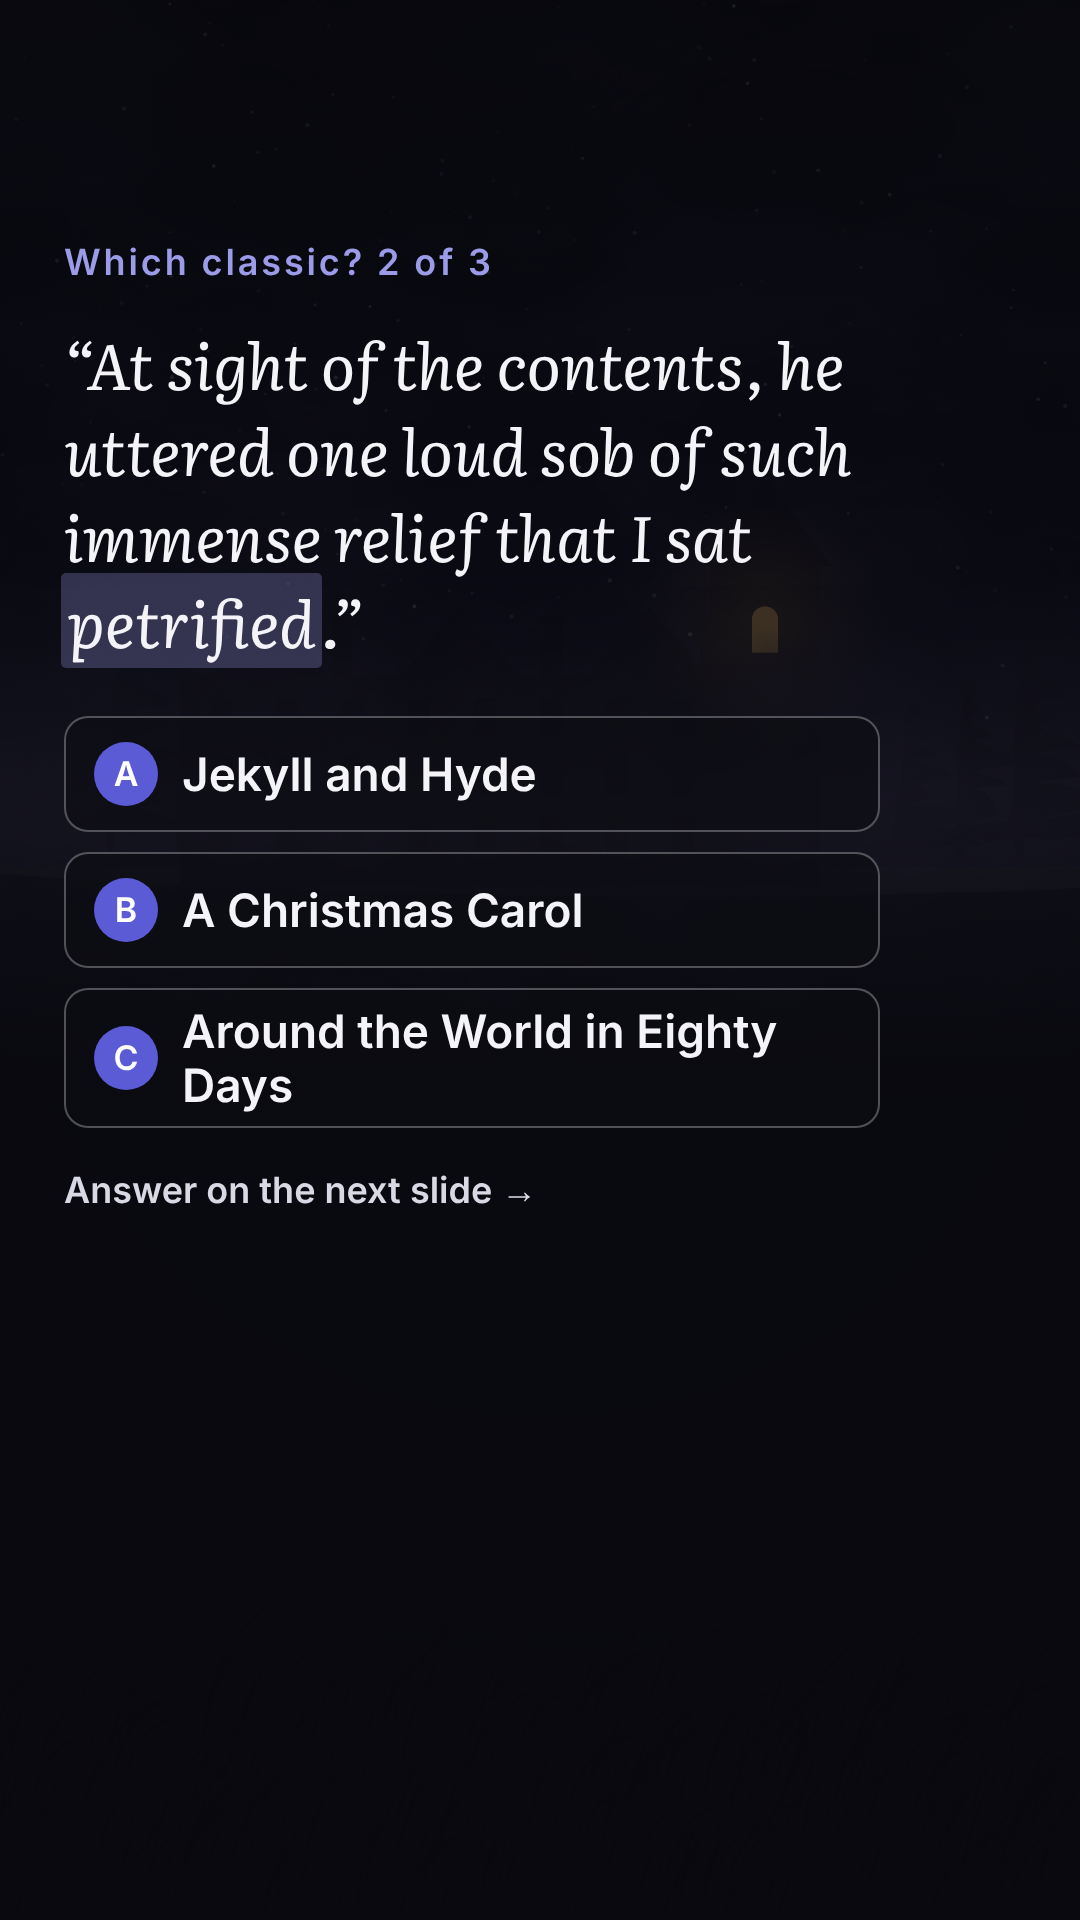 Which classic? 2 of 3
“At sight of the contents, he
uttered one loud sob of such
immense relief that I sat
petrified.”
A Jekyll and Hyde
B A Christmas Carol
C Around the World in Eighty
Days
Answer on the next slide →